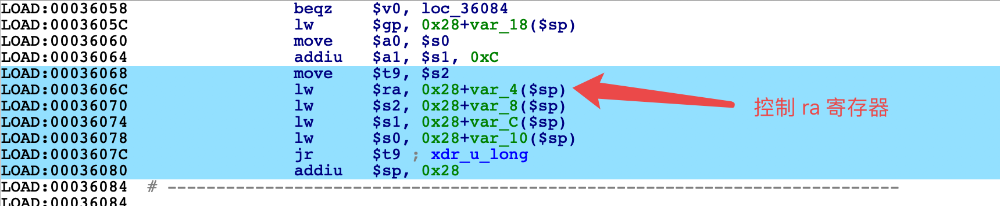 LOAD:00036058 beqz $v0, loc_36084
LOAD:0003605C lw $gp, 0x28+var_18($sp)
LOAD:00036060 move $a0, $s0
LOAD:00036064 addiu $a1, $s1, 0xC
LOAD:00036068 move $t9, $s2
LOAD:0003606C lw $ra, 0x28+var_4($sp)
LOAD:00036070 lw $s2, 0x28+var_8($sp)
控制 ra 寄存器
LOAD:00036074 lw $s1, 0x28+var_C($sp)
LOAD:00036078 lw $s0, 0x28+var_10($sp)
LOAD:0003607C jr $t9 ; xdr_u_long
LOAD:00036080 addiu $sp, 0x28
LOAD:00036084 # ---------------------------------------------------------------------------
LOAD:00036084